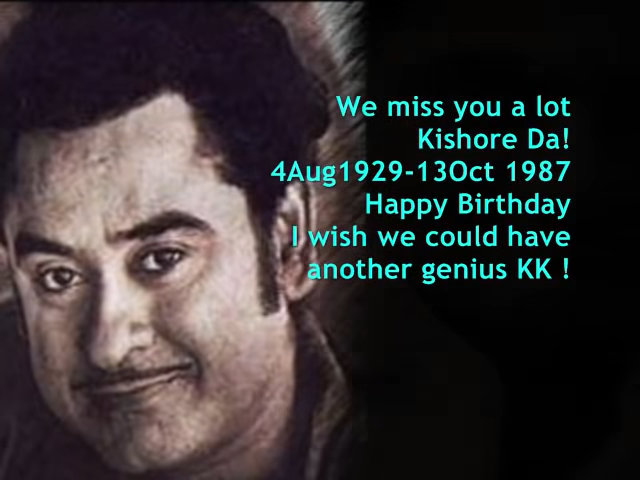 We miss you a lot
Kishore Da!
4Aug1929-13Oct 1987
Happy Birthday
I wish we could have
another genius KK !